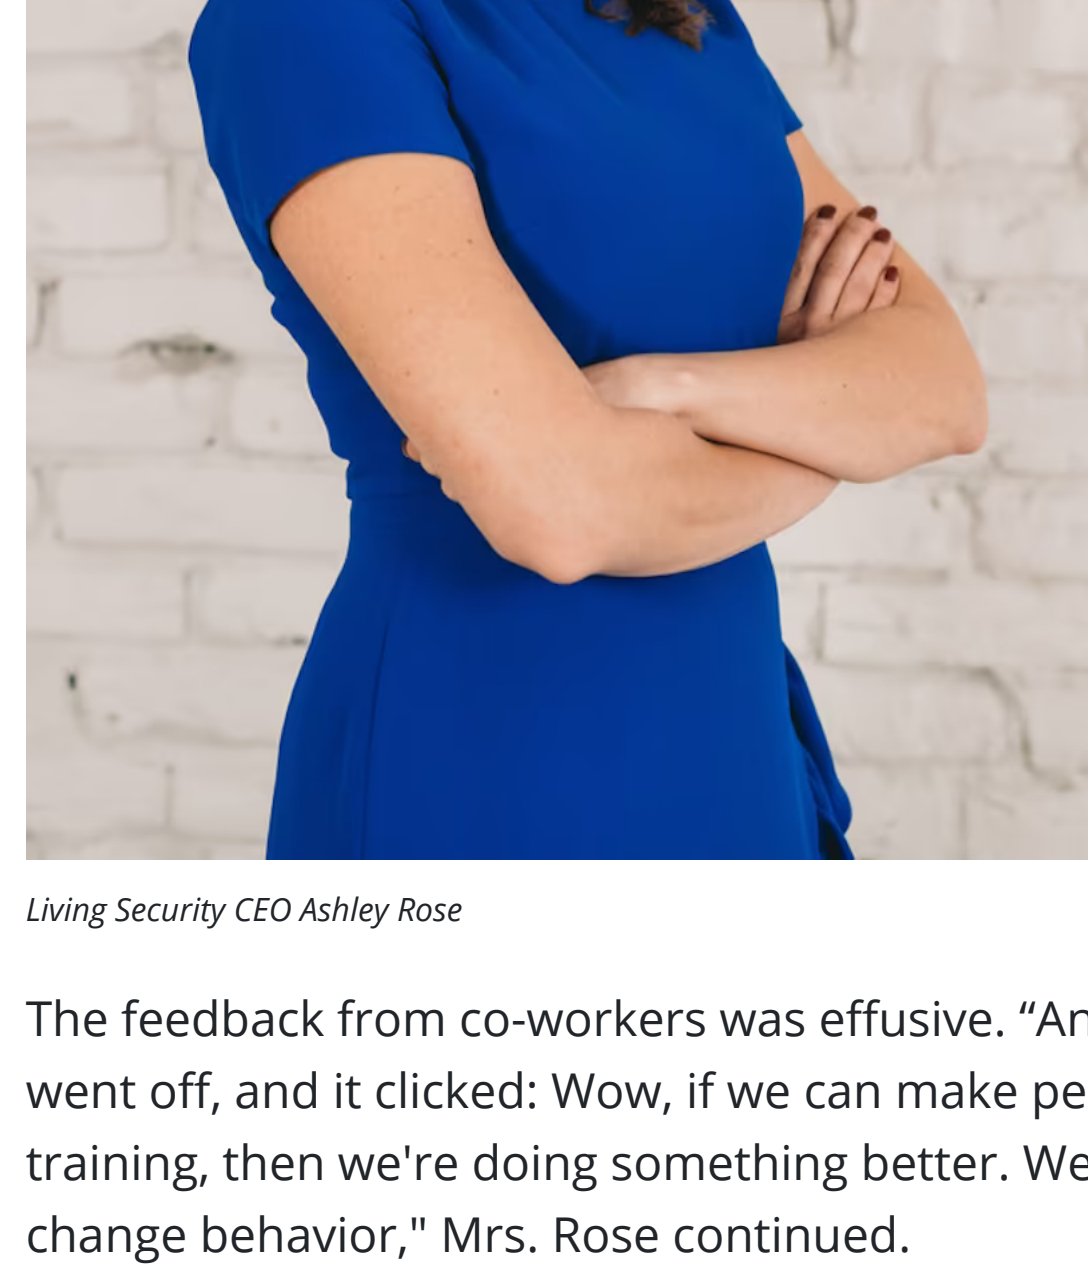 Living Security CEO Ashley Rose
The feedback from co-workers was effusive. “An
went off, and it clicked: Wow, if we can make pe
training, then we're doing something better. We
change behavior," Mrs. Rose continued.